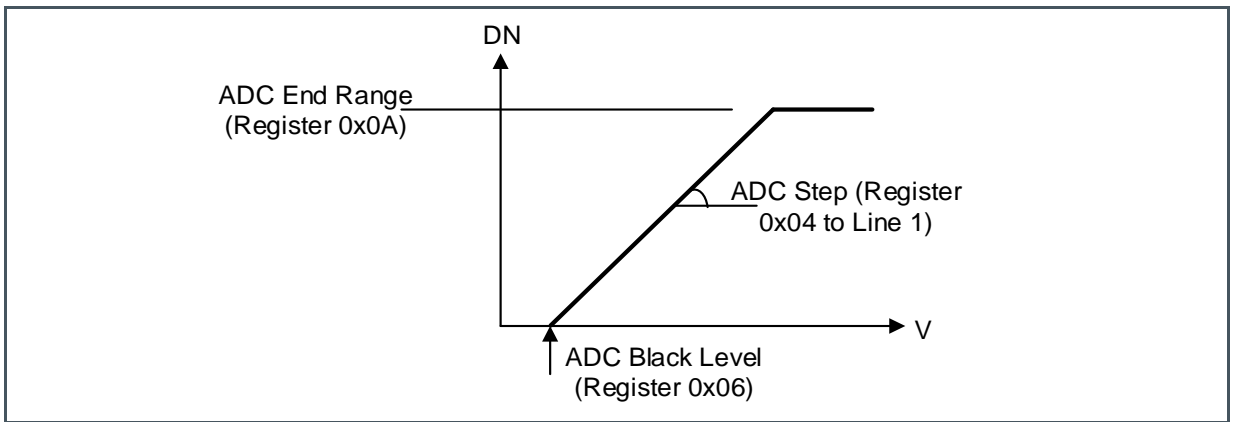 DN
ADC End Range
(Register 0x0A)
ADC Step (Register
0x04 to Line 1)
V
ADC Black Level
(Register 0x06)